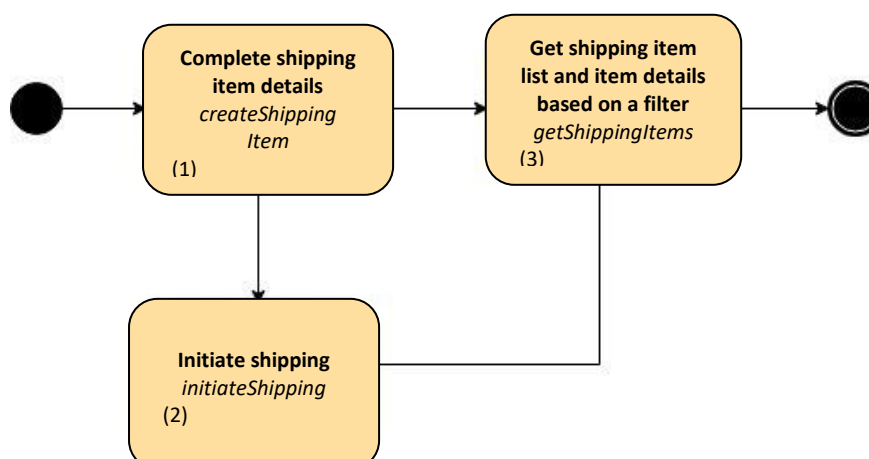 Complete shipping
item details
createShipping
Item
(1)
Get shipping item
list and item details
based on a filter
getShippingItems
(3)
Initiate shipping
initiateShipping
(2)